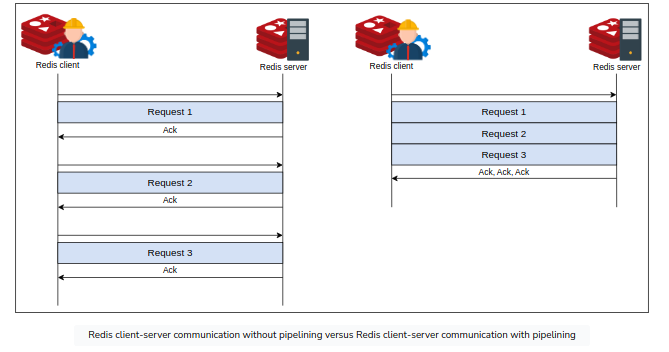 Redis client
Redis server
Request 1
Ack
Request 2
Ack
Request 3
Ack
Redis client
Redis server
Request 1
Request 2
Request 3
Ack, Ack, Ack
Redis client-server communication without pipelining versus Redis client-server communication with pipelining